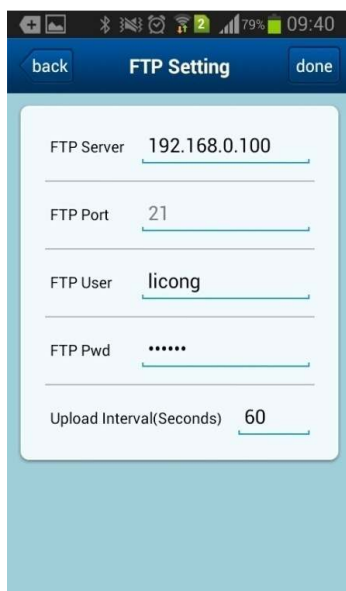 2 79% 09:40
back FTP Setting done
FTP Server 192.168.0.100
FTP Port 21
FTP User licong
FTP Pwd ••••••
Upload Interval(Seconds) 60